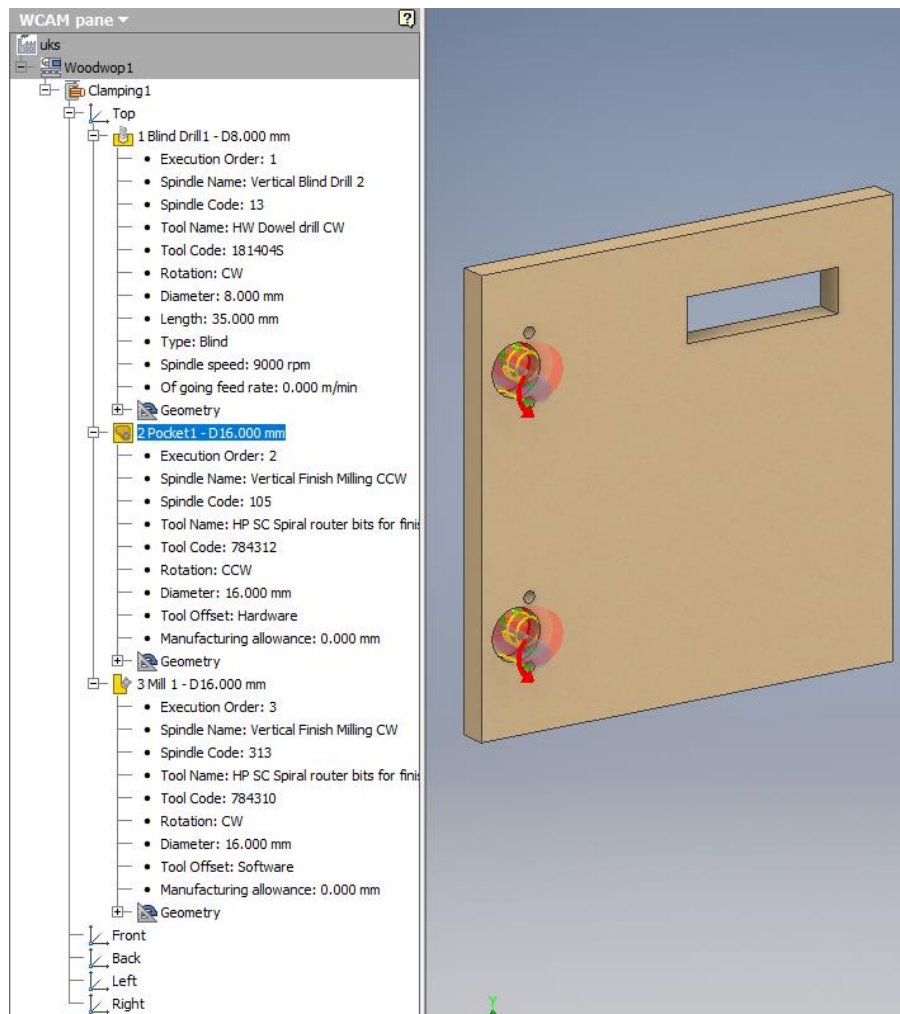 WCAM pane
uks
Woodwop1
Clamping1
Top
1 Blind Drill1 - D8.000 mm
Execution Order: 1
Spindle Name: Vertical Blind Drill 2
Spindle Code: 13
Tool Name: HW Dowel drill CW
Tool Code: 181404S
Rotation: CW
Diameter: 8.000 mm
Length: 35.000 mm
Type: Blind
Spindle speed: 9000 rpm
Of going feed rate: 0.000 m/min
Geometry
2 Pocket1 - D16.000 mm
Execution Order: 2
Spindle Name: Vertical Finish Milling CCW
Spindle Code: 105
Tool Name: HP SC Spiral router bits for finis
Tool Code: 784312
Rotation: CCW
Diameter: 16.000 mm
Tool Offset: Hardware
Manufacturing allowance: 0.000 mm
Geometry
3 Mill 1 - D16.000 mm
Execution Order: 3
Spindle Name: Vertical Finish Milling CW
Spindle Code: 313
Tool Name: HP SC Spiral router bits for finis
Tool Code: 784310
Rotation: CW
Diameter: 16.000 mm
Tool Offset: Software
Manufacturing allowance: 0.000 mm
Geometry
Front
Back
Left
Right
Y